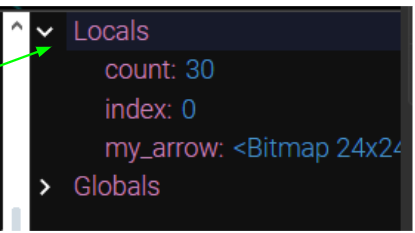 Locals
count: 30
index: 0
my_arrow: <Bitmap 24x24
Globals